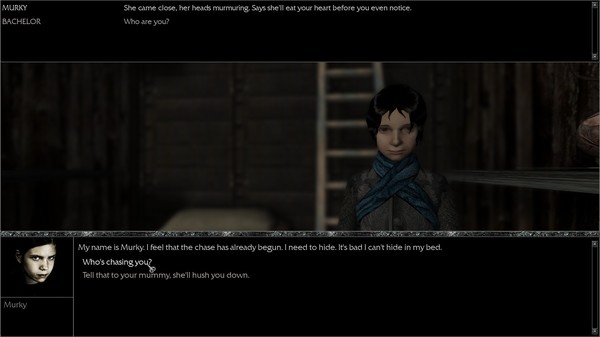 MURKY She came close, her heads murmuring. Says she'll eat your heart before you even notice.
BACHELOR Who are you?
My name is Murky. I feel that the chase has already begun. I need to hide. It's bad I can't hide in my bed.
Who's chasing you?
Tell that to your mummy, she'll hush you down.
Murky